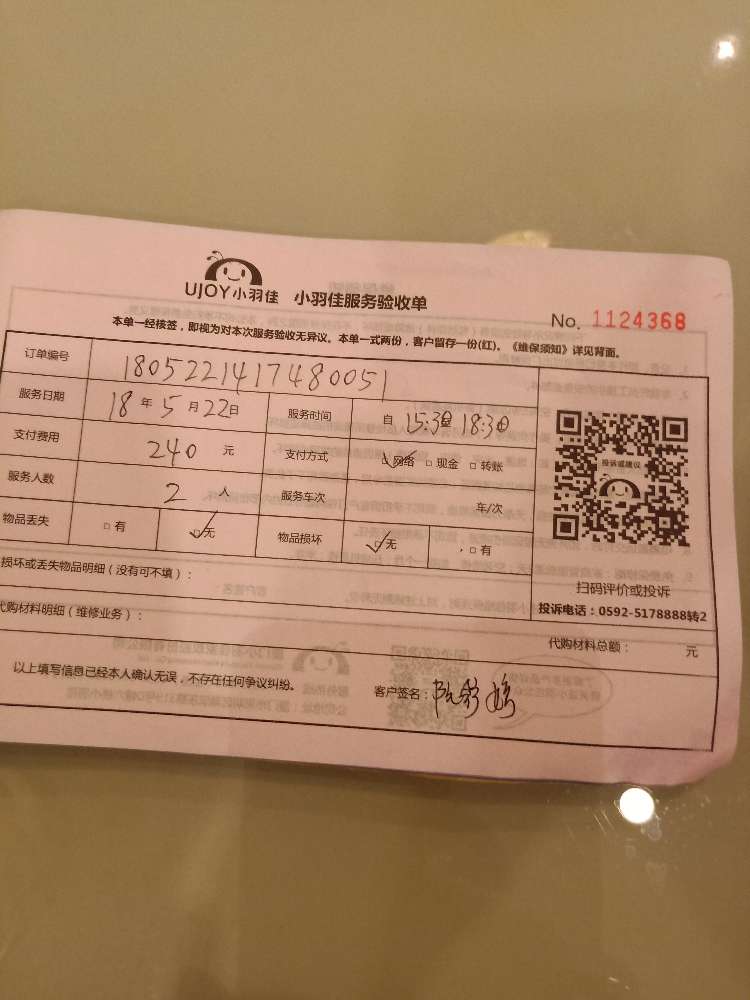 UJOY小羽佳 小羽佳服务验收单
No. 1124368
本单一经核签，即视为对本次服务验收无异议。本单一式两份，客户留存一份(红)。《维保须知》详见背面。
订单编号 1805221417480051
服务日期 18 年 5 月 22 日 服务时间 自 15:30 至 18:30
支付费用 240 元 支付方式 ☑网络 □现金 □转账
服务人数 2 人 服务车次 车/次
物品丢失 □有 ☑无 物品损坏 ☑无 □有
投诉或建议
扫码评价或投诉
投诉电话：0592-5178888转2
损坏或丢失物品明细（没有可不填）：
代购材料明细（维修业务）：
代购材料总额： 元
以上填写信息已经本人确认无误，不存在任何争议纠纷。
客户签名：阮彩婷